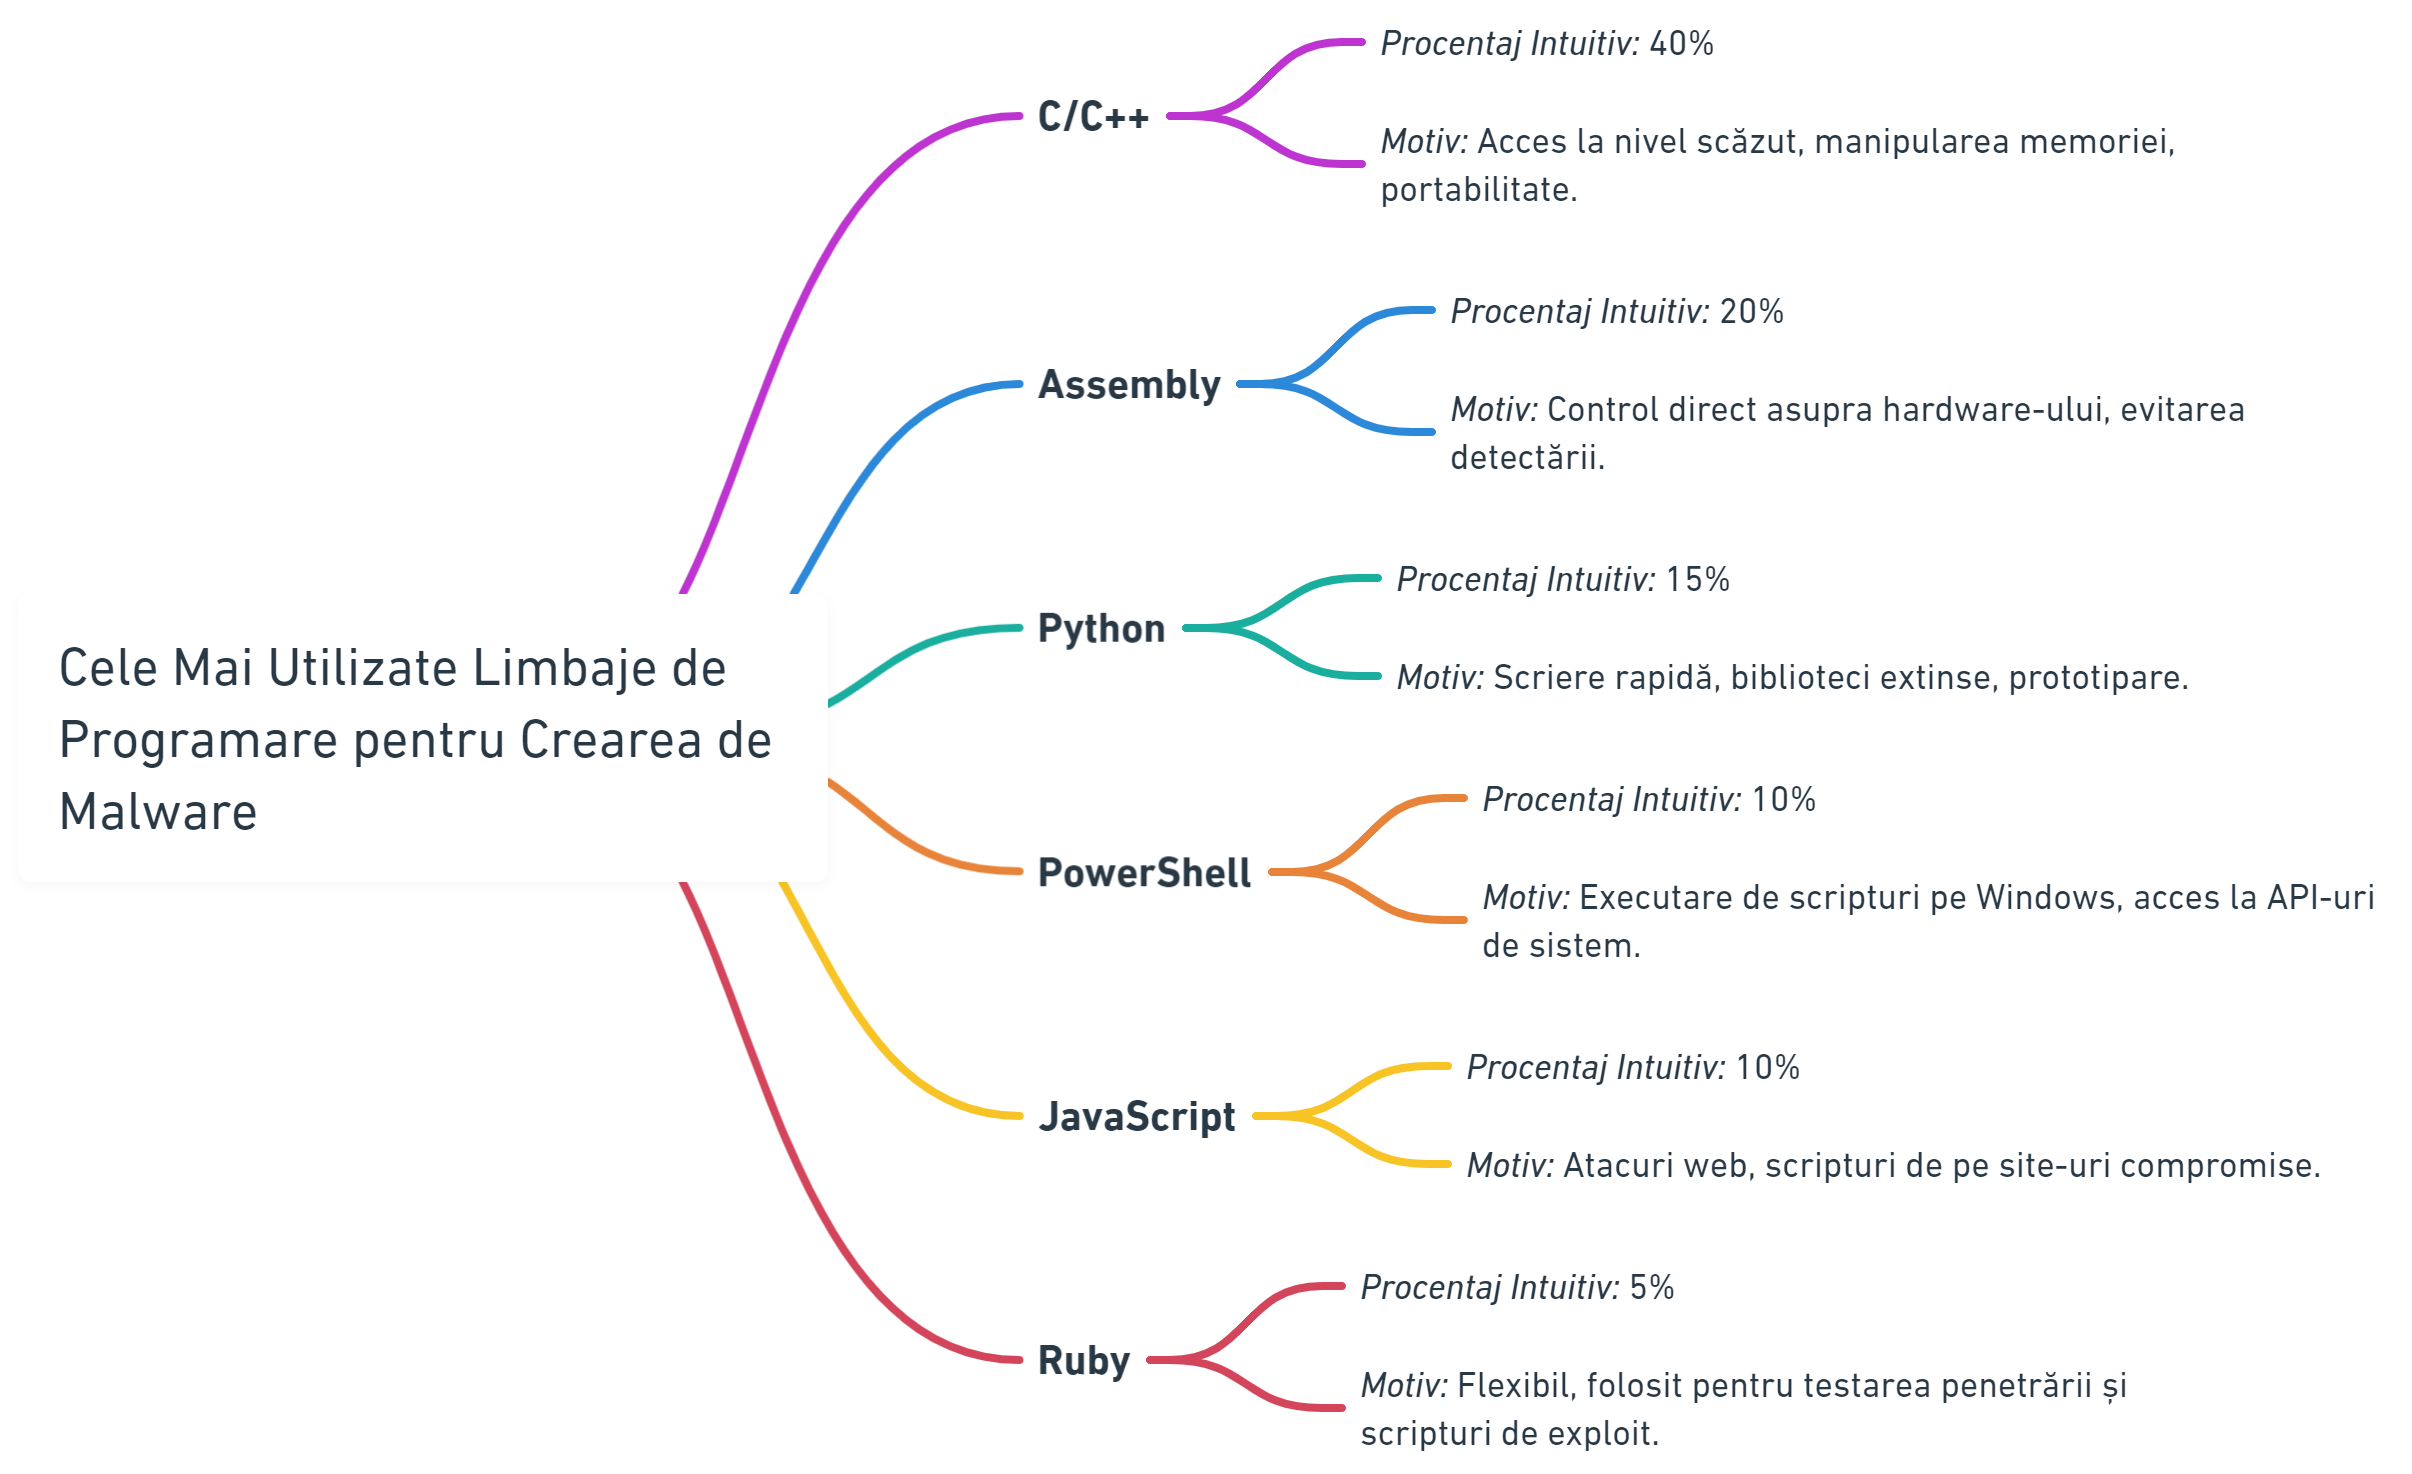 Cele Mai Utilizate Limbaje de
Programare pentru Crearea de
Malware
C/C++
Procentaj Intuitiv: 40%
Motiv: Acces la nivel scăzut, manipularea memoriei,
portabilitate.
Assembly
Procentaj Intuitiv: 20%
Motiv: Control direct asupra hardware-ului, evitarea
detectării.
Python
Procentaj Intuitiv: 15%
Motiv: Scriere rapidă, biblioteci extinse, prototipare.
PowerShell
Procentaj Intuitiv: 10%
Motiv: Executare de scripturi pe Windows, acces la API-uri
de sistem.
JavaScript
Procentaj Intuitiv: 10%
Motiv: Atacuri web, scripturi de pe site-uri compromise.
Ruby
Procentaj Intuitiv: 5%
Motiv: Flexibil, folosit pentru testarea penetrării și
scripturi de exploit.